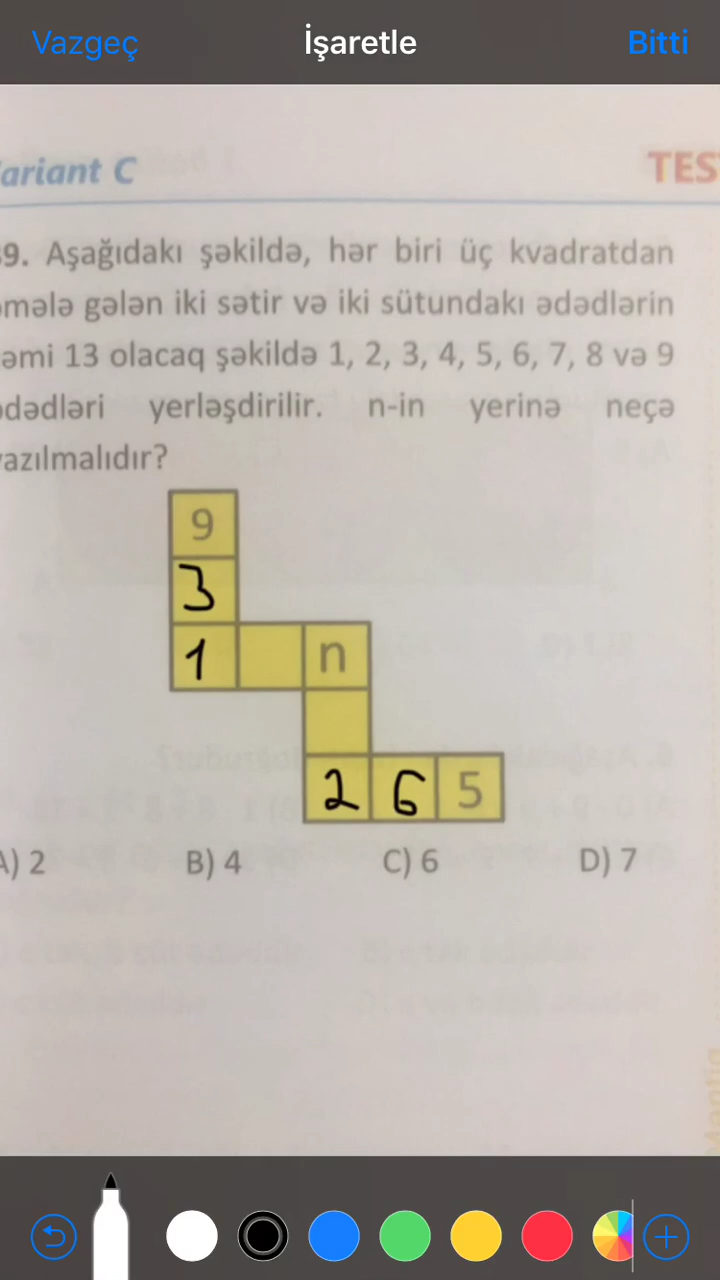 Vazgeç İşaretle Bitti
ariant C TES
9. Aşağıdakı şəkildə, hər biri üç kvadratdan
mələ gələn iki sətir və iki sütundakı ədədlərin
əmi 13 olacaq şəkildə 1, 2, 3, 4, 5, 6, 7, 8 və 9
dədləri yerləşdirilir. n-in yerinə neçə
azılmalıdır?
9
3
1 n
2 6 5
A) 2 B) 4 C) 6 D) 7